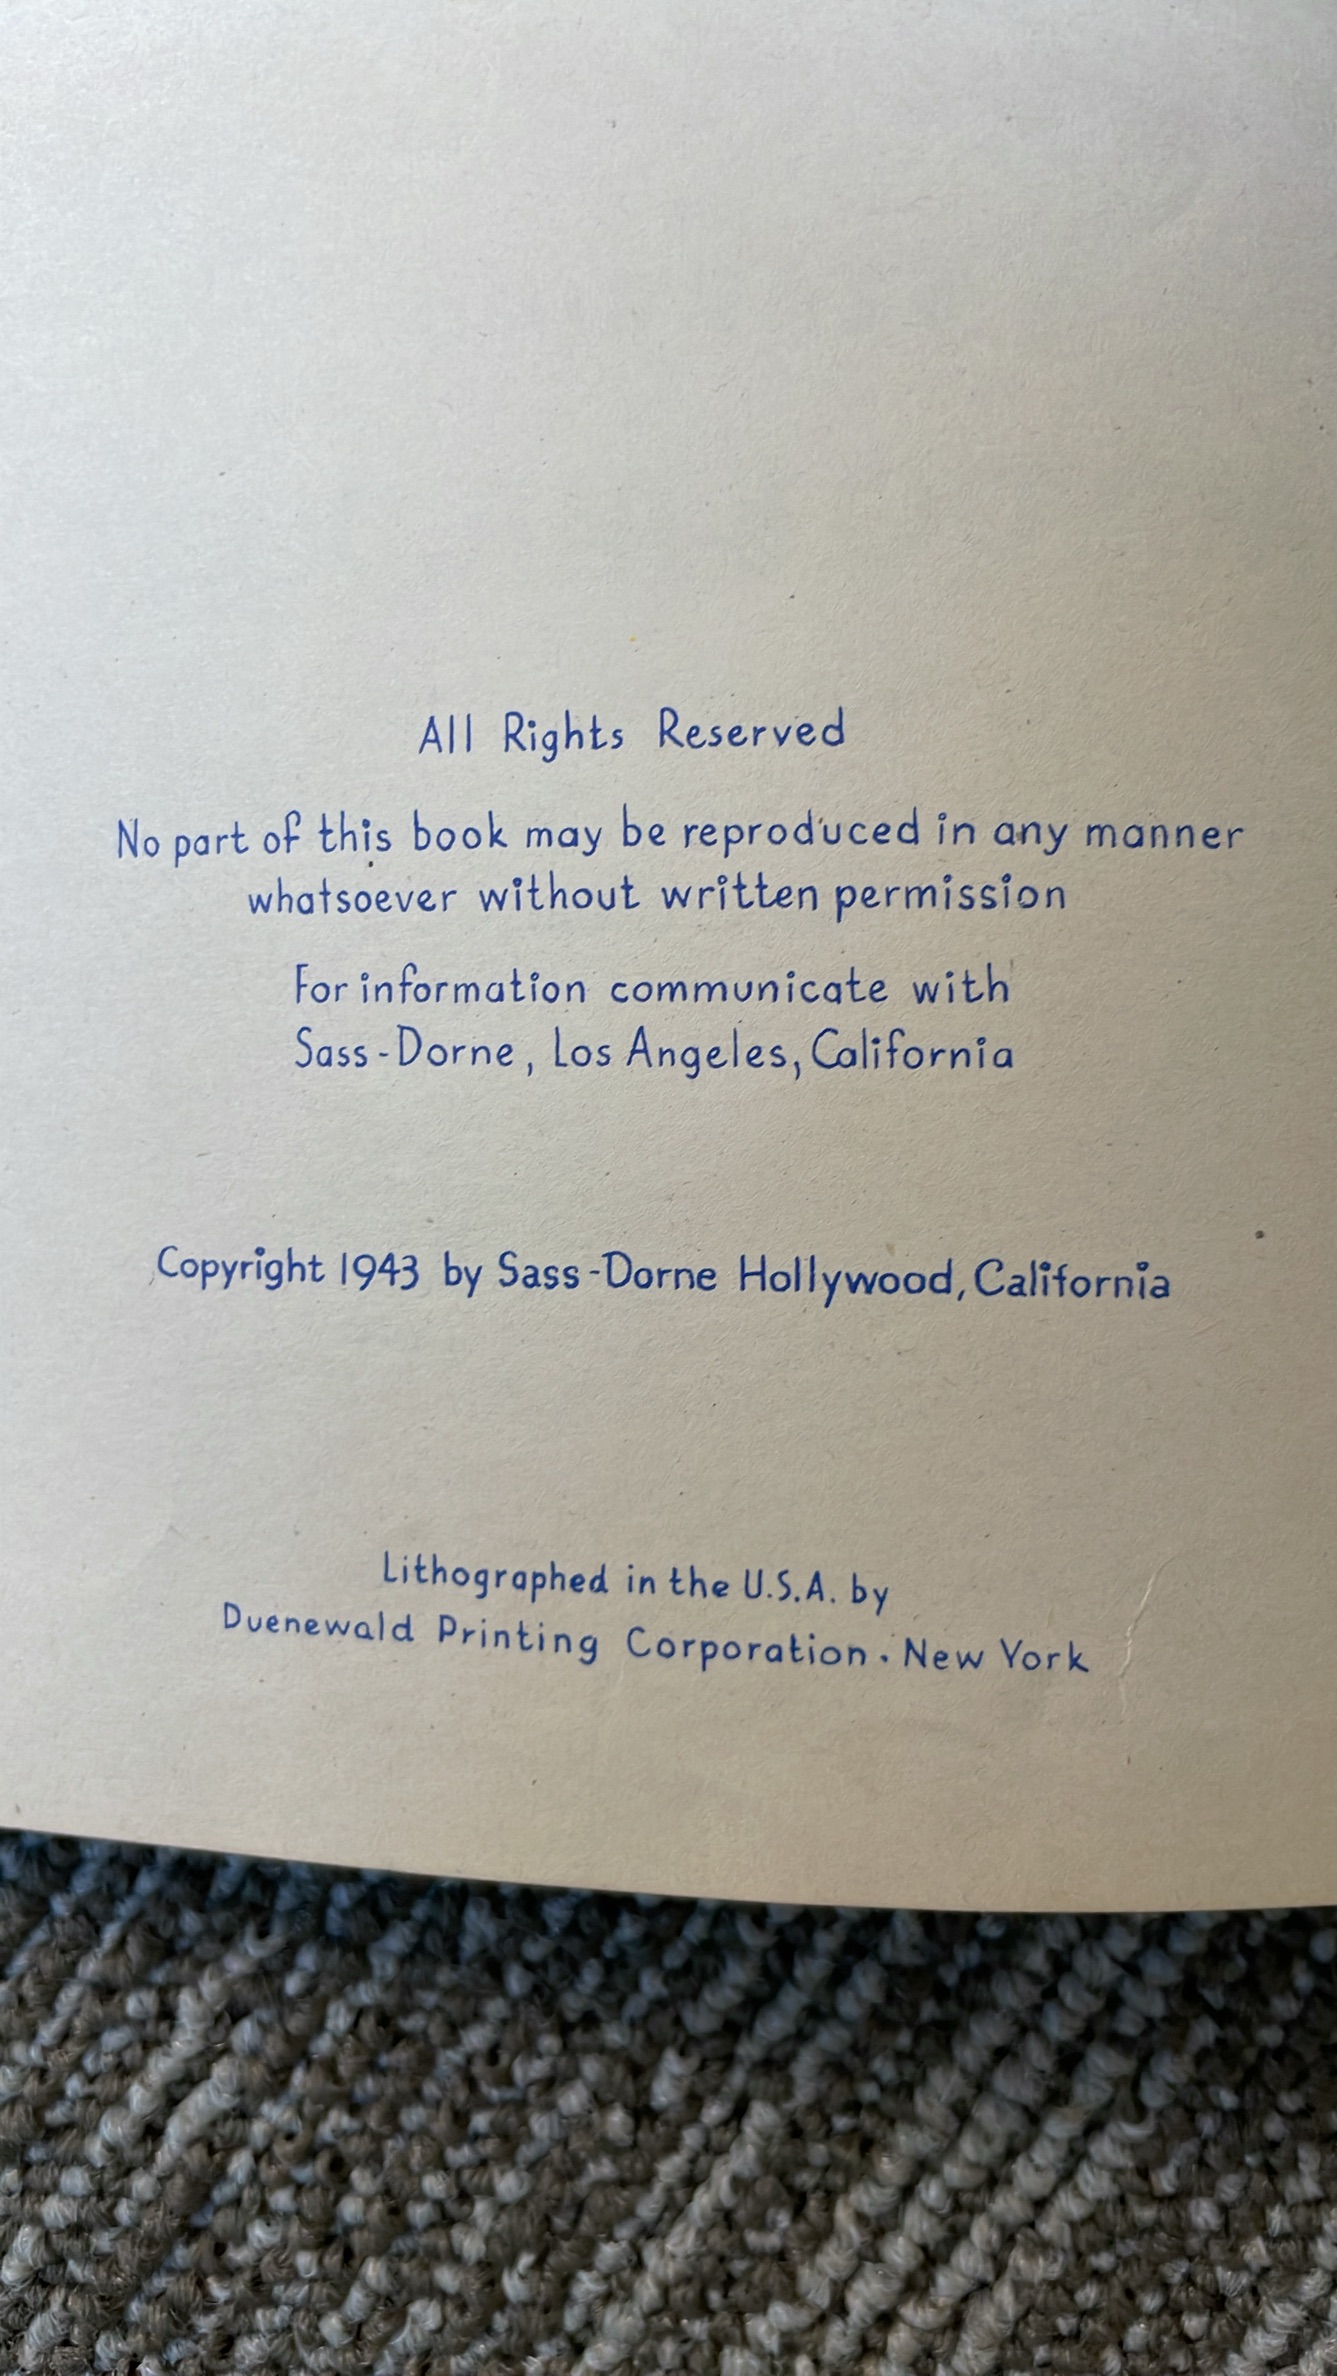 All Rights Reserved
No part of this book may be reproduced in any manner
whatsoever without written permission
For information communicate with
Sass-Dorne, Los Angeles, California
Copyright 1943 by Sass-Dorne Hollywood, California
Lithographed in the U.S.A. by
Duenewald Printing Corporation · New York